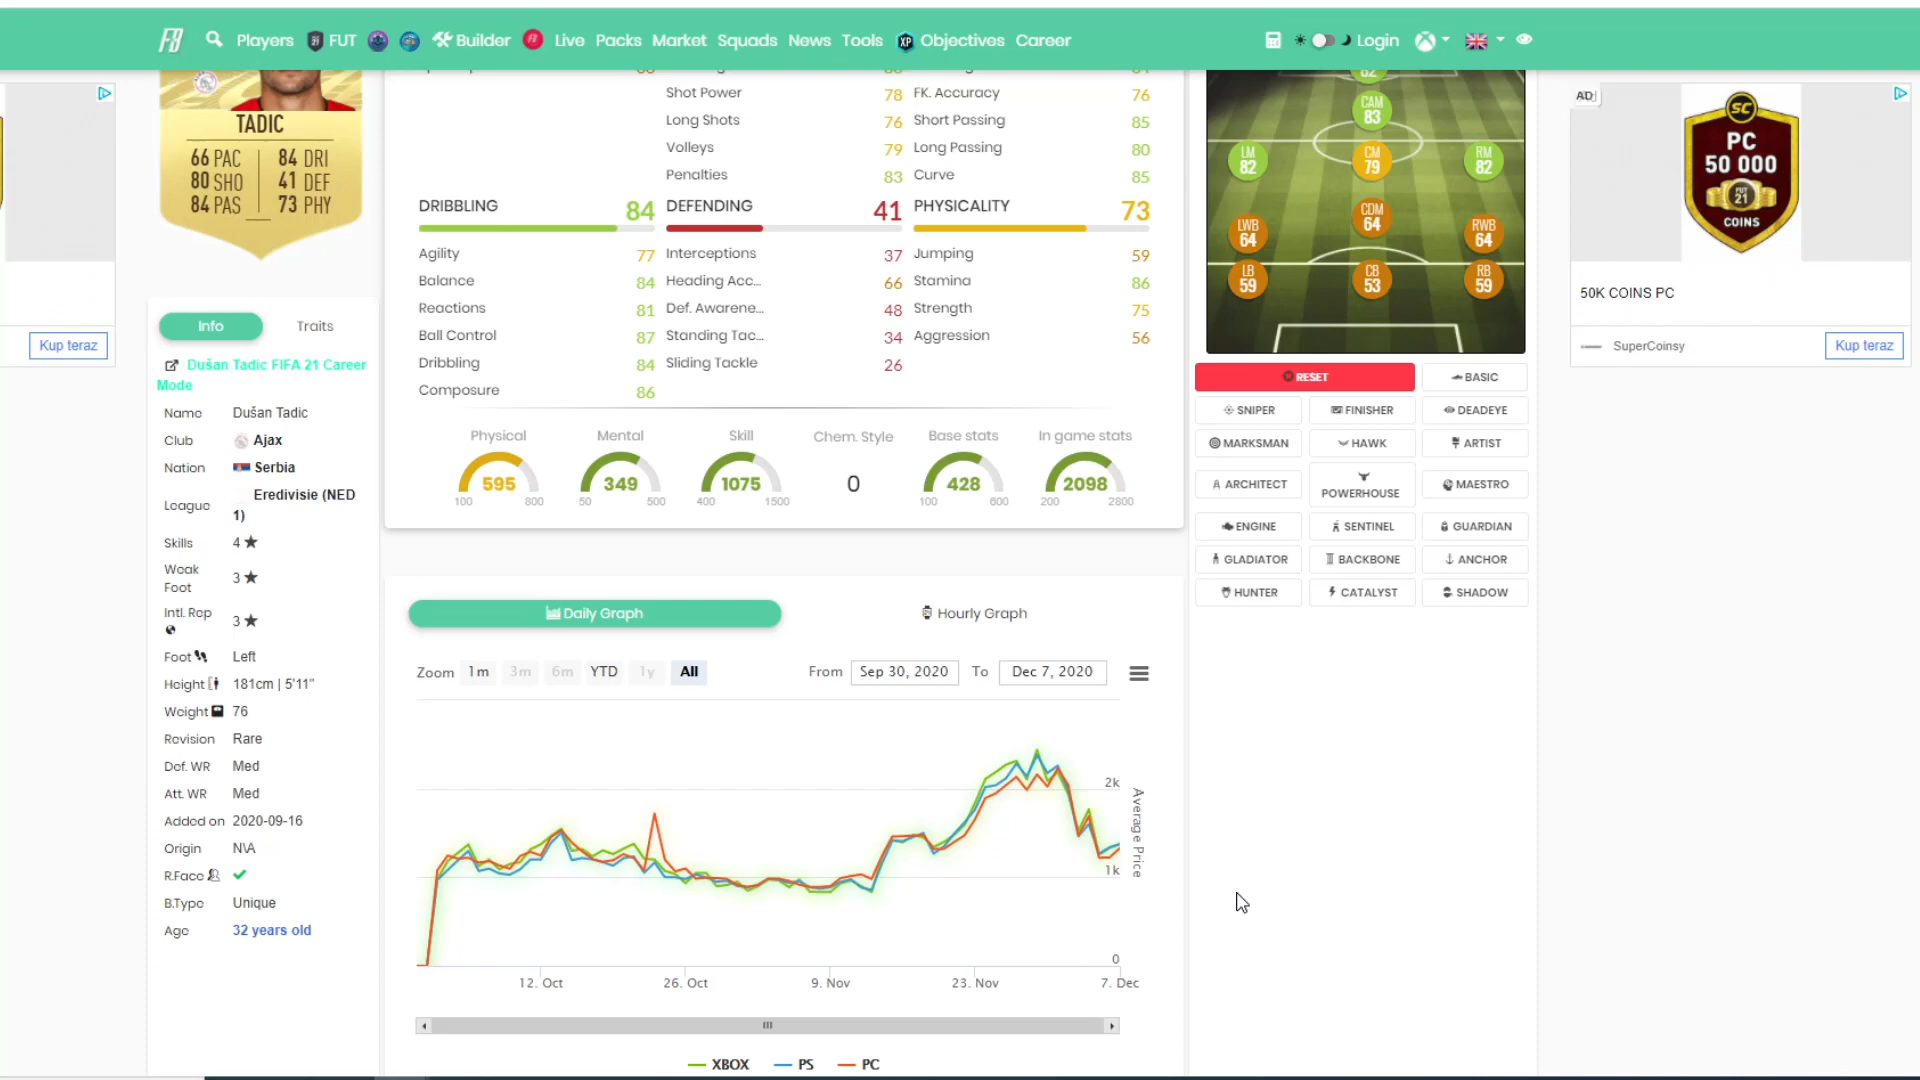 Players FUT Builder Live Packs Market Squads News Tools XP Objectives Career Login
TADIC
66 PAC 84 DRI
80 SHO 41 DEF
84 PAS 73 PHY
Info Traits
Dušan Tadic FIFA 21 Career
Mode
Name Dušan Tadic
Club Ajax
Nation Serbia
League Eredivisie (NED
1)
Skills 4 ★
Weak
Foot 3 ★
Intl. Rep 3 ★
Foot Left
Height 181cm | 5'11"
Weight 76
Revision Rare
Def. WR Med
Att. WR Med
Added on 2020-09-16
Origin N\A
R.Face ✔
B.Type Unique
Age 32 years old
Shot Power 78
Long Shots 76
Volleys 79
Penalties 83
FK. Accuracy 76
Short Passing 85
Long Passing 80
Curve 85
DRIBBLING 84
Agility 77
Balance 84
Reactions 81
Ball Control 87
Dribbling 84
Composure 86
DEFENDING 41
Interceptions 37
Heading Acc... 66
Def. Awarene... 48
Standing Tac... 34
Sliding Tackle 26
PHYSICALITY 73
Jumping 59
Stamina 86
Strength 75
Aggression 56
Physical Mental Skill Chem. Style Base stats In game stats
595 349 1075 0 428 2098
100 800 50 500 400 1500 100 600 200 2800
Daily Graph Hourly Graph
Zoom 1m 3m 6m YTD 1y All From Sep 30, 2020 To Dec 7, 2020
2k
1k
0
Average Price
12. Oct 26. Oct 9. Nov 23. Nov 7. Dec
XBOX PS PC
82
CAM
83
LM
82
CM
79
RM
82
CDM
64
LWB
64
RWB
64
LB
59
CB
53
RB
59
RESET BASIC
SNIPER FINISHER DEADEYE
MARKSMAN HAWK ARTIST
ARCHITECT POWERHOUSE MAESTRO
ENGINE SENTINEL GUARDIAN
GLADIATOR BACKBONE ANCHOR
HUNTER CATALYST SHADOW
Kup teraz
AD
SC
PC
50 000
FUT
21
COINS
50K COINS PC
SuperCoinsy Kup teraz